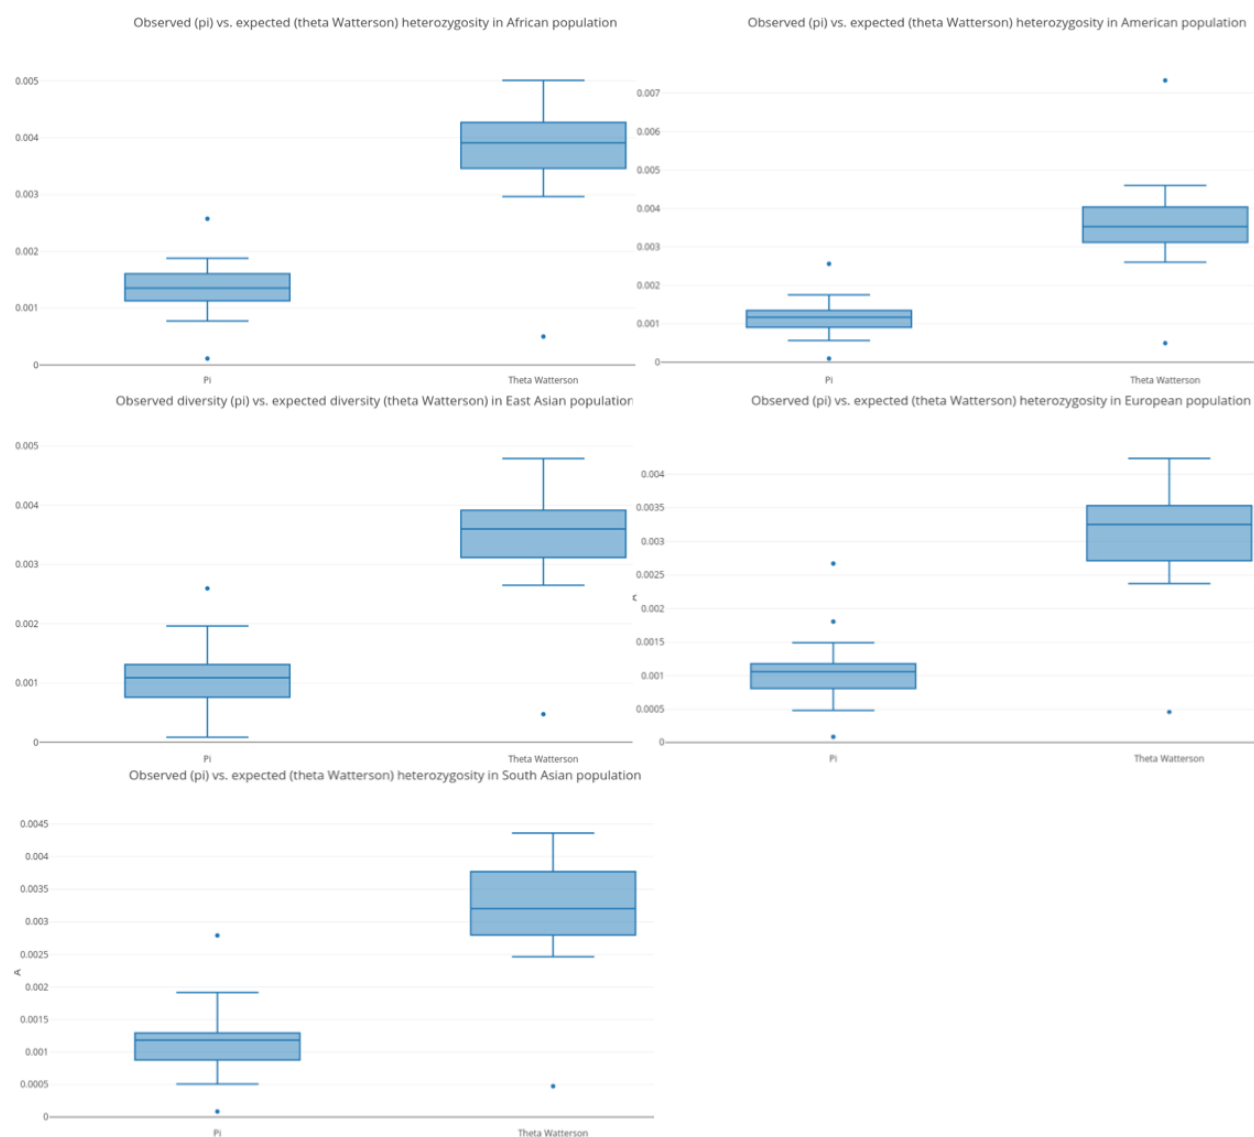 Observed (pi) vs. expected (theta Watterson) heterozygosity in African population
0.005
0.004
0.003
0.002
0.001
0
Pi
Theta Watterson
Observed (pi) vs. expected (theta Watterson) heterozygosity in American population
0.007
0.006
0.005
0.004
0.003
0.002
0.001
0
Pi
Theta Watterson
Observed diversity (pi) vs. expected diversity (theta Watterson) in East Asian population
0.005
0.004
0.003
0.002
0.001
0
Pi
Theta Watterson
Observed (pi) vs. expected (theta Watterson) heterozygosity in European population
0.004
0.0035
0.003
0.0025
0.002
0.0015
0.001
0.0005
0
Pi
Theta Watterson
Observed (pi) vs. expected (theta Watterson) heterozygosity in South Asian population
0.0045
0.004
0.0035
0.003
0.0025
A
0.002
0.0015
0.001
0.0005
0
Pi
Theta Watterson